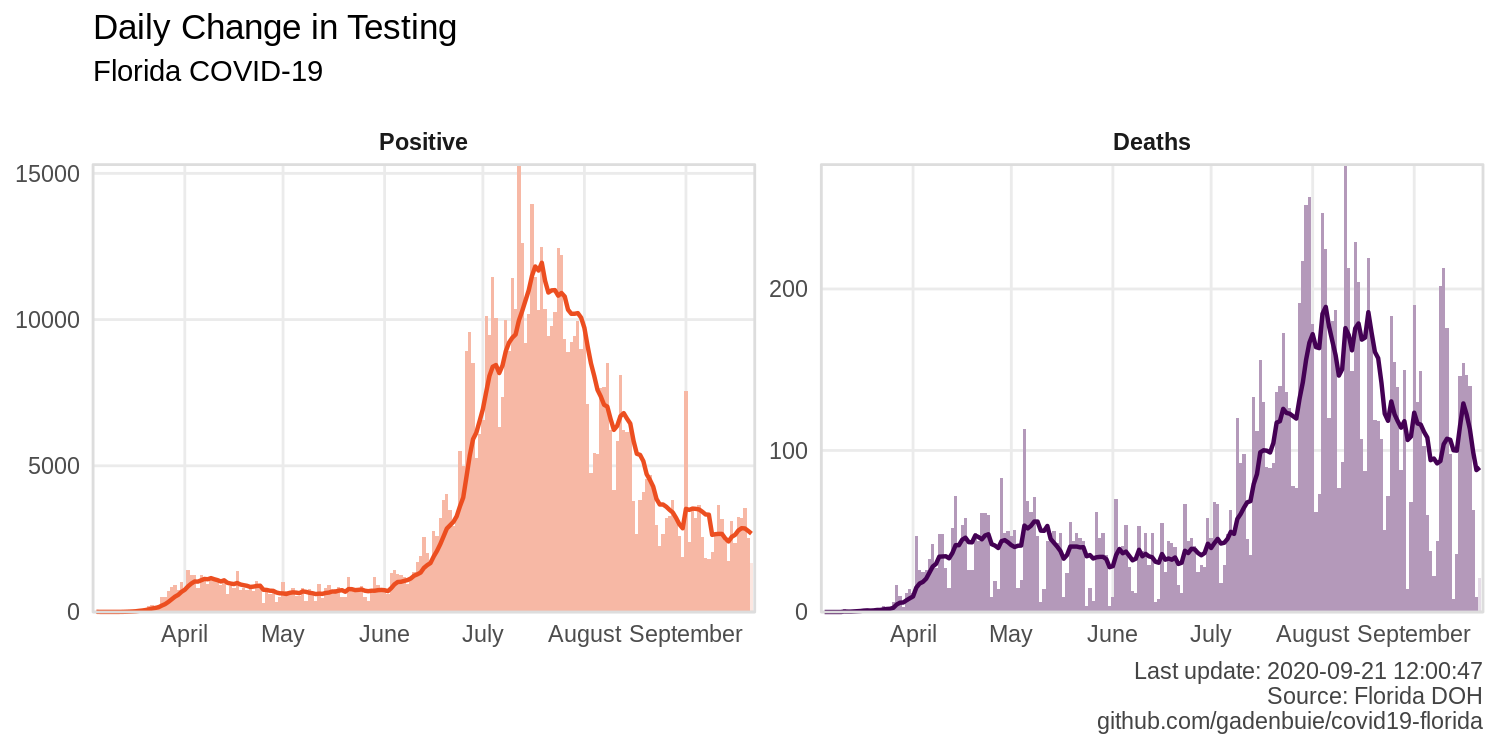 Daily Change in Testing
Florida COVID-19
Positive
15000
10000
5000
0
April May June July August September
Deaths
200
100
0
April May June July August September
Last update: 2020-09-21 12:00:47
Source: Florida DOH
github.com/gadenbuie/covid19-florida